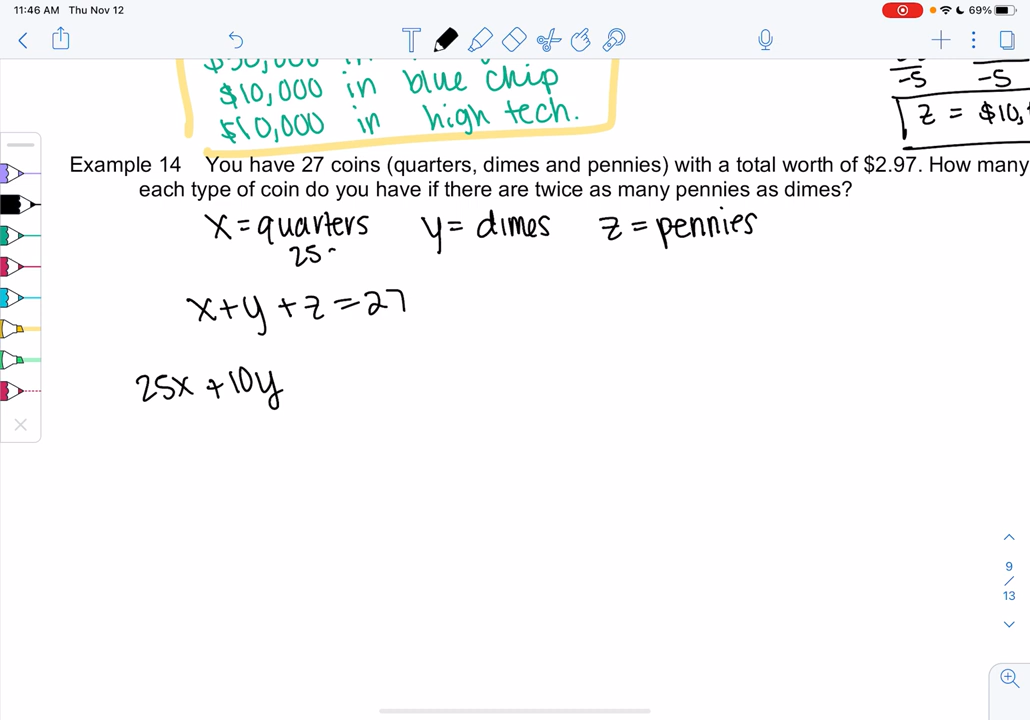 11:46 AM Thu Nov 12
69%
$10,000 in blue chip
$10,000 in high tech.
-5 -5
z = $10,
Example 14 You have 27 coins (quarters, dimes and pennies) with a total worth of $2.97. How many
each type of coin do you have if there are twice as many pennies as dimes?
x = quarters y = dimes z = pennies
25
x + y + z = 27
25x + 10y
9
/
13